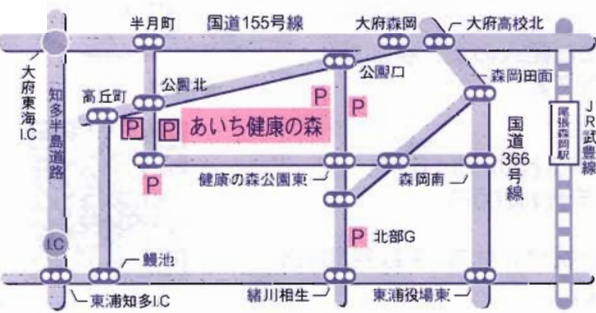 半月町
国道155号線
大府森岡
大府高校北
大府東海I.C
知多半島道路
高丘町
公園北
公園口
森岡田面
P
P
P
P
あいち健康の森
P
健康の森公園東
森岡南
国道366号線
尾張森岡駅
JR武豊線
I.C
鰻池
P
北部G
東浦知多I.C
緒川相生
東浦役場東